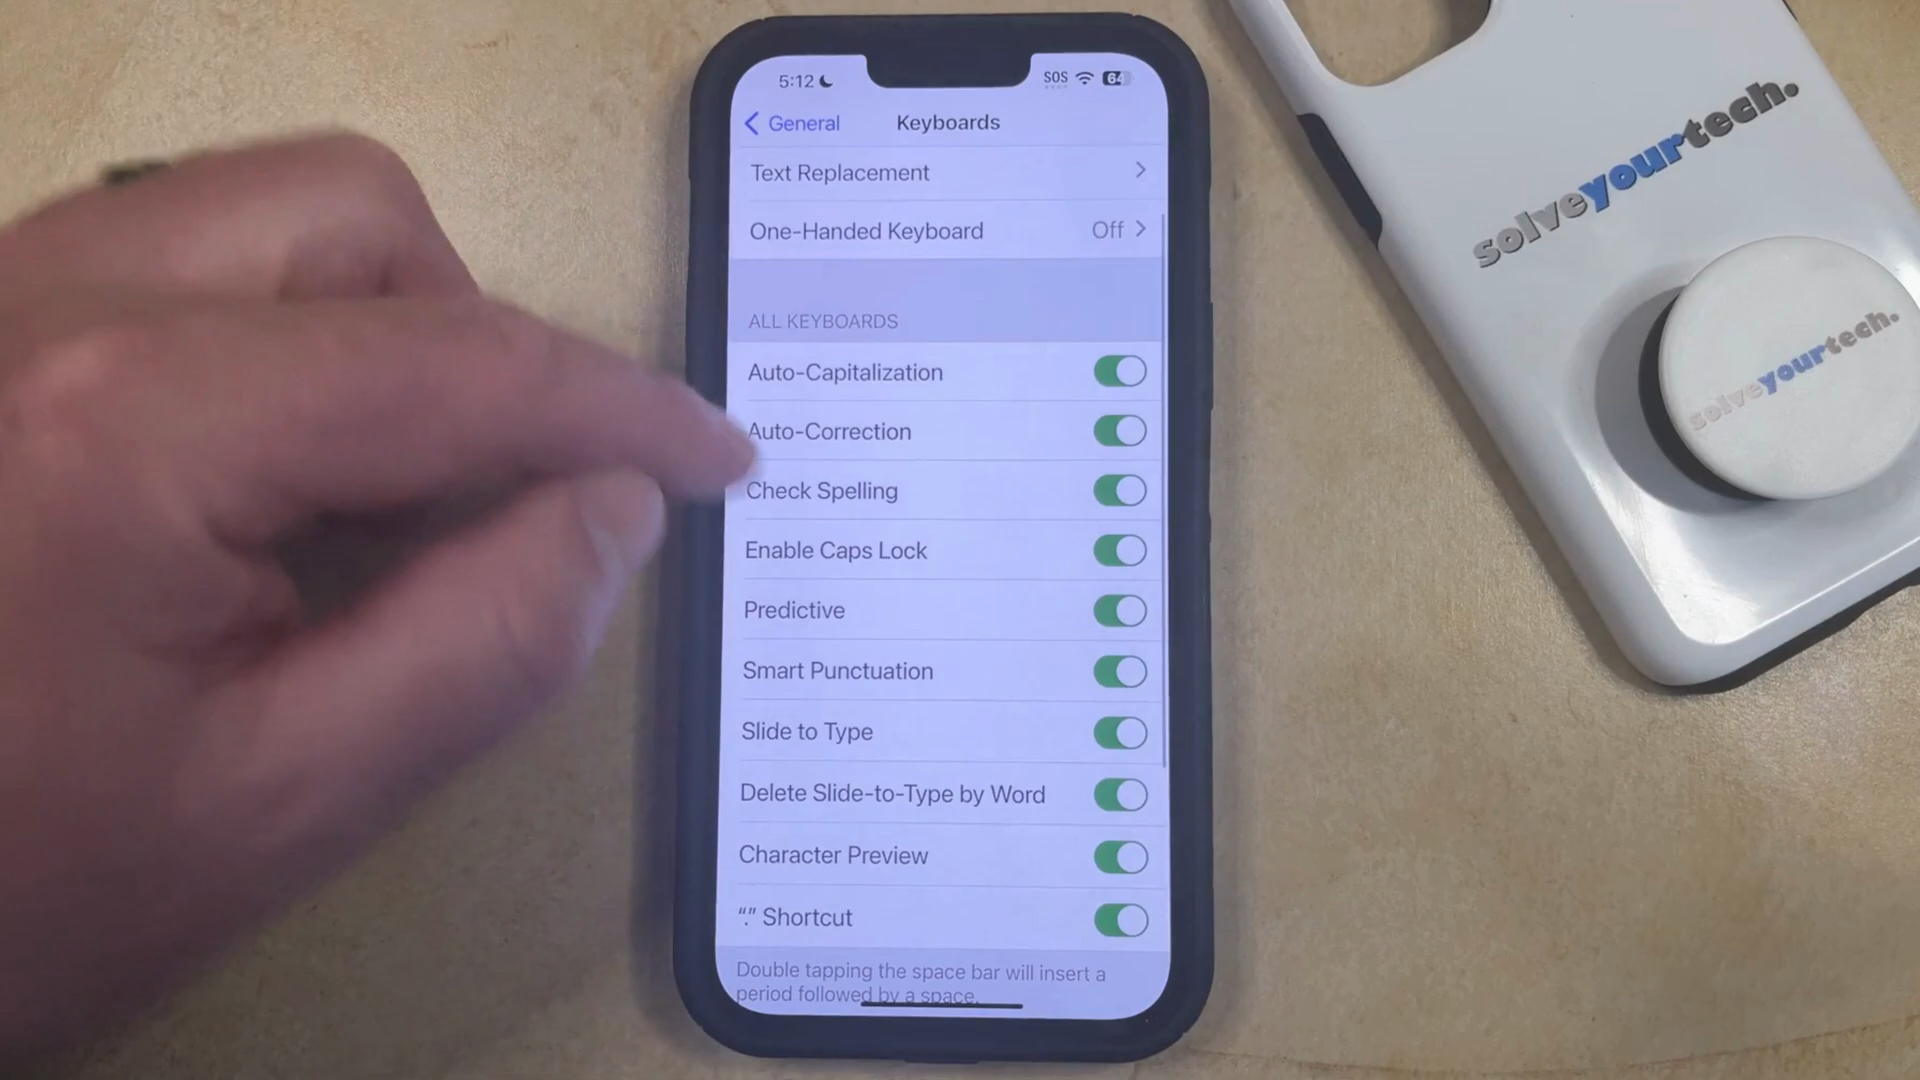 5:12
SOS
64
General
Keyboards
Text Replacement
One-Handed Keyboard
Off
ALL KEYBOARDS
Auto-Capitalization
Auto-Correction
Check Spelling
Enable Caps Lock
Predictive
Smart Punctuation
Slide to Type
Delete Slide-to-Type by Word
Character Preview
“.” Shortcut
Double tapping the space bar will insert a
period followed by a space.
solveyourtech.
solveyourtech.